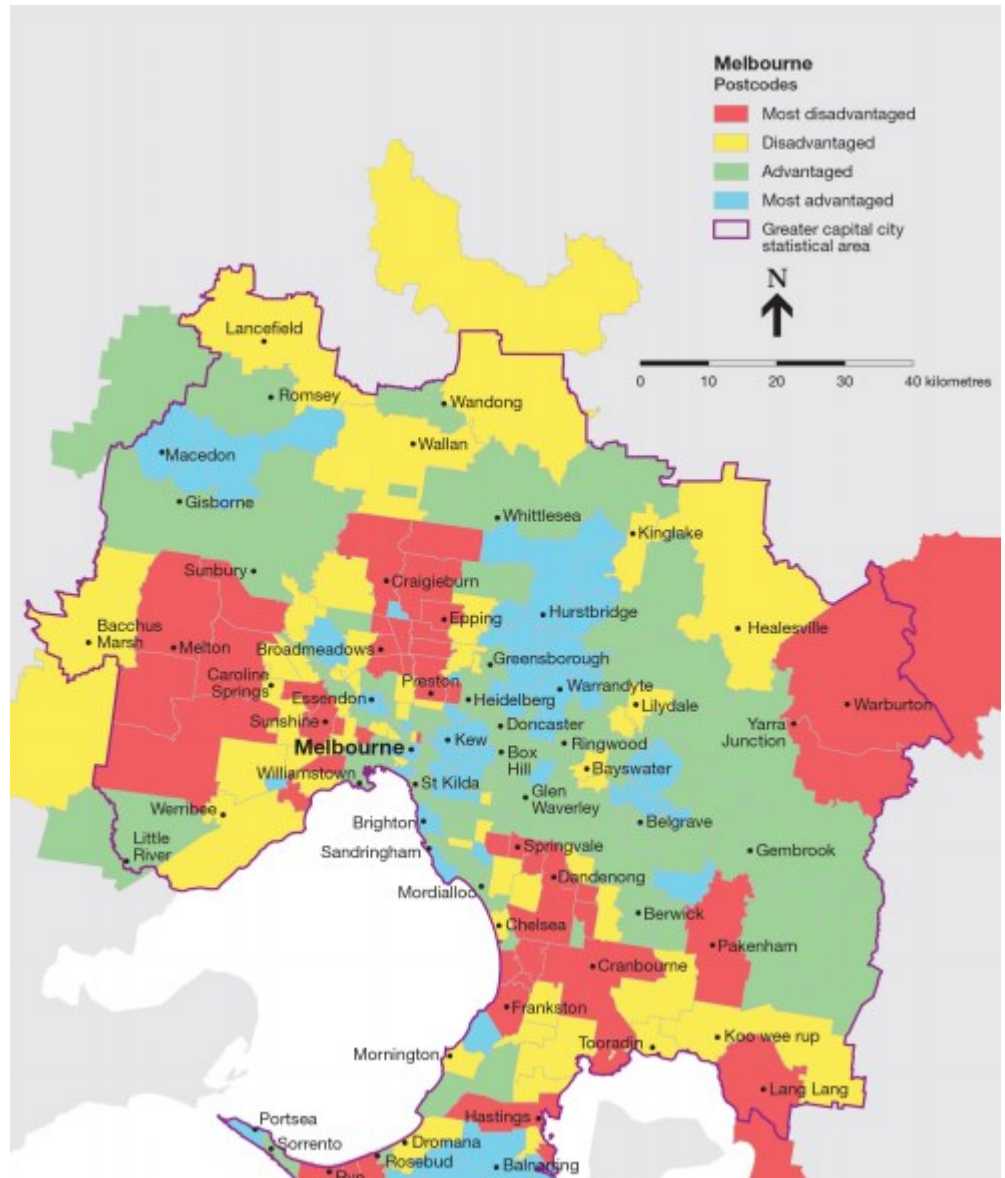 Melbourne
Postcodes
Most disadvantaged
Disadvantaged
Advantaged
Most advantaged
Greater capital city
statistical area
N
0 10 20 30 40 kilometres
Lancefield
Romsey
Wandong
Wallan
Macedon
Gisborne
Whittlesea
Kinglake
Sunbury
Craigieburn
Hurstbridge
Epping
Bacchus
Marsh
Healesville
Melton
Broadmeadows
Greensborough
Caroline
Springs
Preston
Essendon
Heidelberg
Warrandyte
Lilydale
Warburton
Sunshine
Doncaster
Yarra
Junction
Melbourne
Kew
Box
Hill
Ringwood
Williamstown
St Kilda
Bayswater
Werribee
Glen
Waverley
Brighton
Belgrave
Little
River
Sandringham
Springvale
Gembrook
Mordialloc
Dandenong
Chelsea
Berwick
Pakenham
Cranbourne
Frankston
Mornington
Tooradin
Koo wee rup
Lang Lang
Hastings
Portsea
Sorrento
Dromana
Rosebud
Balnarring